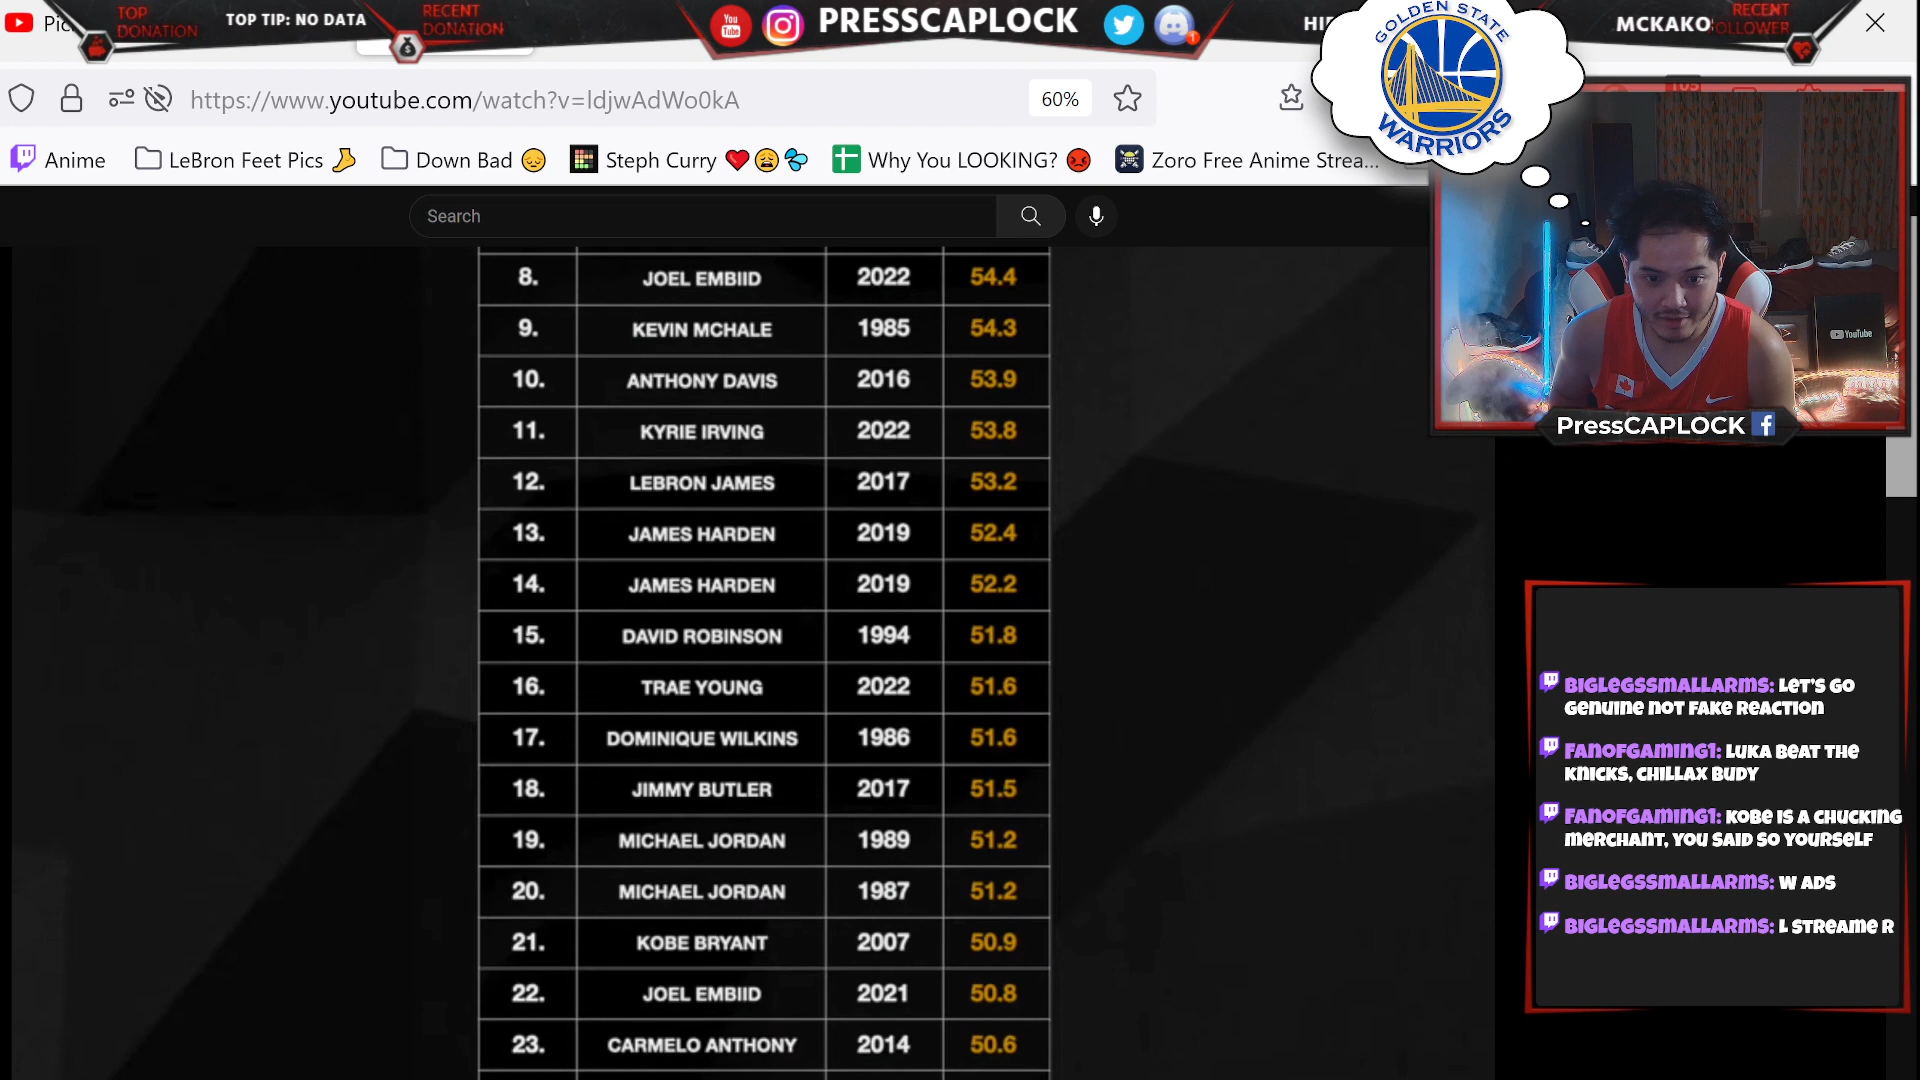 TOP
DONATION
TOP TIP: NO DATA
RECENT
DONATION
You
Tube
PRESSCAPLOCK
1
MCKAKO
RECENT
GOLDEN STATE
WARRIORS
https://www.youtube.com/watch?v=ldjwAdWo0kA
60%
Anime
LeBron Feet Pics 🦶
Down Bad 😔
Steph Curry ❤️😩💦
Why You LOOKING? 😡
Zoro Free Anime Strea...
Search
8. JOEL EMBIID 2022 54.4
9. KEVIN MCHALE 1985 54.3
10. ANTHONY DAVIS 2016 53.9
11. KYRIE IRVING 2022 53.8
12. LEBRON JAMES 2017 53.2
13. JAMES HARDEN 2019 52.4
14. JAMES HARDEN 2019 52.2
15. DAVID ROBINSON 1994 51.8
16. TRAE YOUNG 2022 51.6
17. DOMINIQUE WILKINS 1986 51.6
18. JIMMY BUTLER 2017 51.5
19. MICHAEL JORDAN 1989 51.2
20. MICHAEL JORDAN 1987 51.2
21. KOBE BRYANT 2007 50.9
22. JOEL EMBIID 2021 50.8
23. CARMELO ANTHONY 2014 50.6
YouTube
PressCAPLOCK
BIGLEGSSMALLARMS: LET'S GO
GENUINE NOT FAKE REACTION
FANOFGAMING1: LUKA BEAT THE
KNICKS, CHILLAX BUDY
FANOFGAMING1: KOBE IS A CHUCKING
MERCHANT, YOU SAID SO YOURSELF
BIGLEGSSMALLARMS: W ADS
BIGLEGSSMALLARMS: L STREAME R